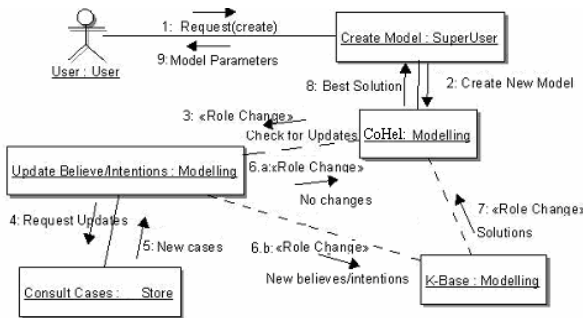 1: Request(create)
Create Model : SuperUser
User : User
9: Model Parameters
8: Best Solution
2: Create New Model
3: «Role Change»
Check for Updates
CoHel: Modelling
Update Believe/Intentions : Modelling
6.a:«Role Change»
No changes
4: Request Updates
7: «Role Change»
Solutions
5: New cases
6.b: «Role Change»
New believes/intentions
Consult Cases : Store
K-Base : Modelling